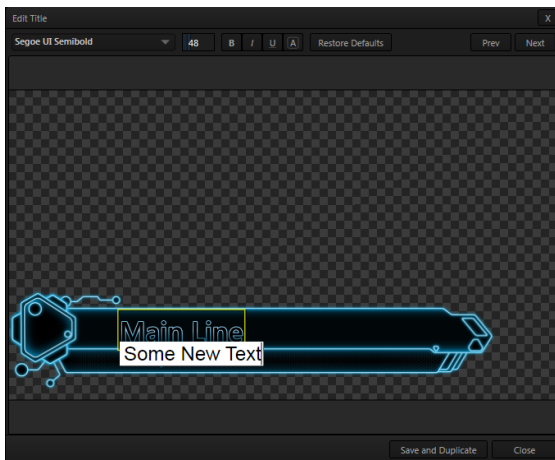 Edit Title X
Segoe UI Semibold 48 B I U A Restore Defaults Prev Next
Main Line
Some New Text
Save and Duplicate Close